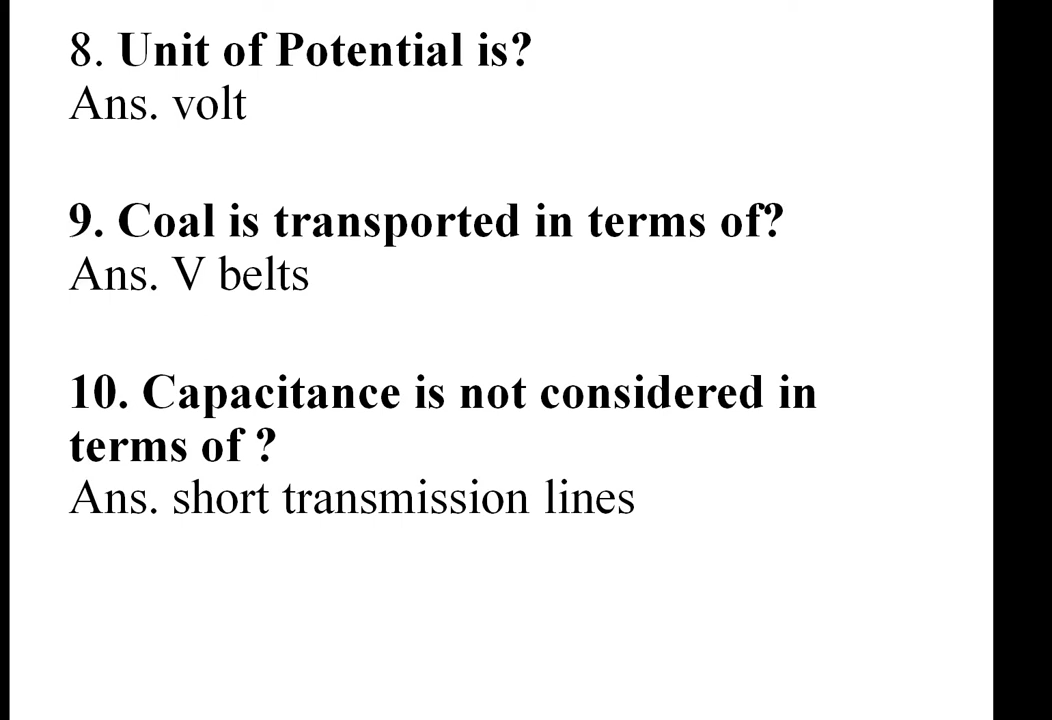 8. Unit of Potential is?
Ans. volt
9. Coal is transported in terms of?
Ans. V belts
10. Capacitance is not considered in
terms of ?
Ans. short transmission lines